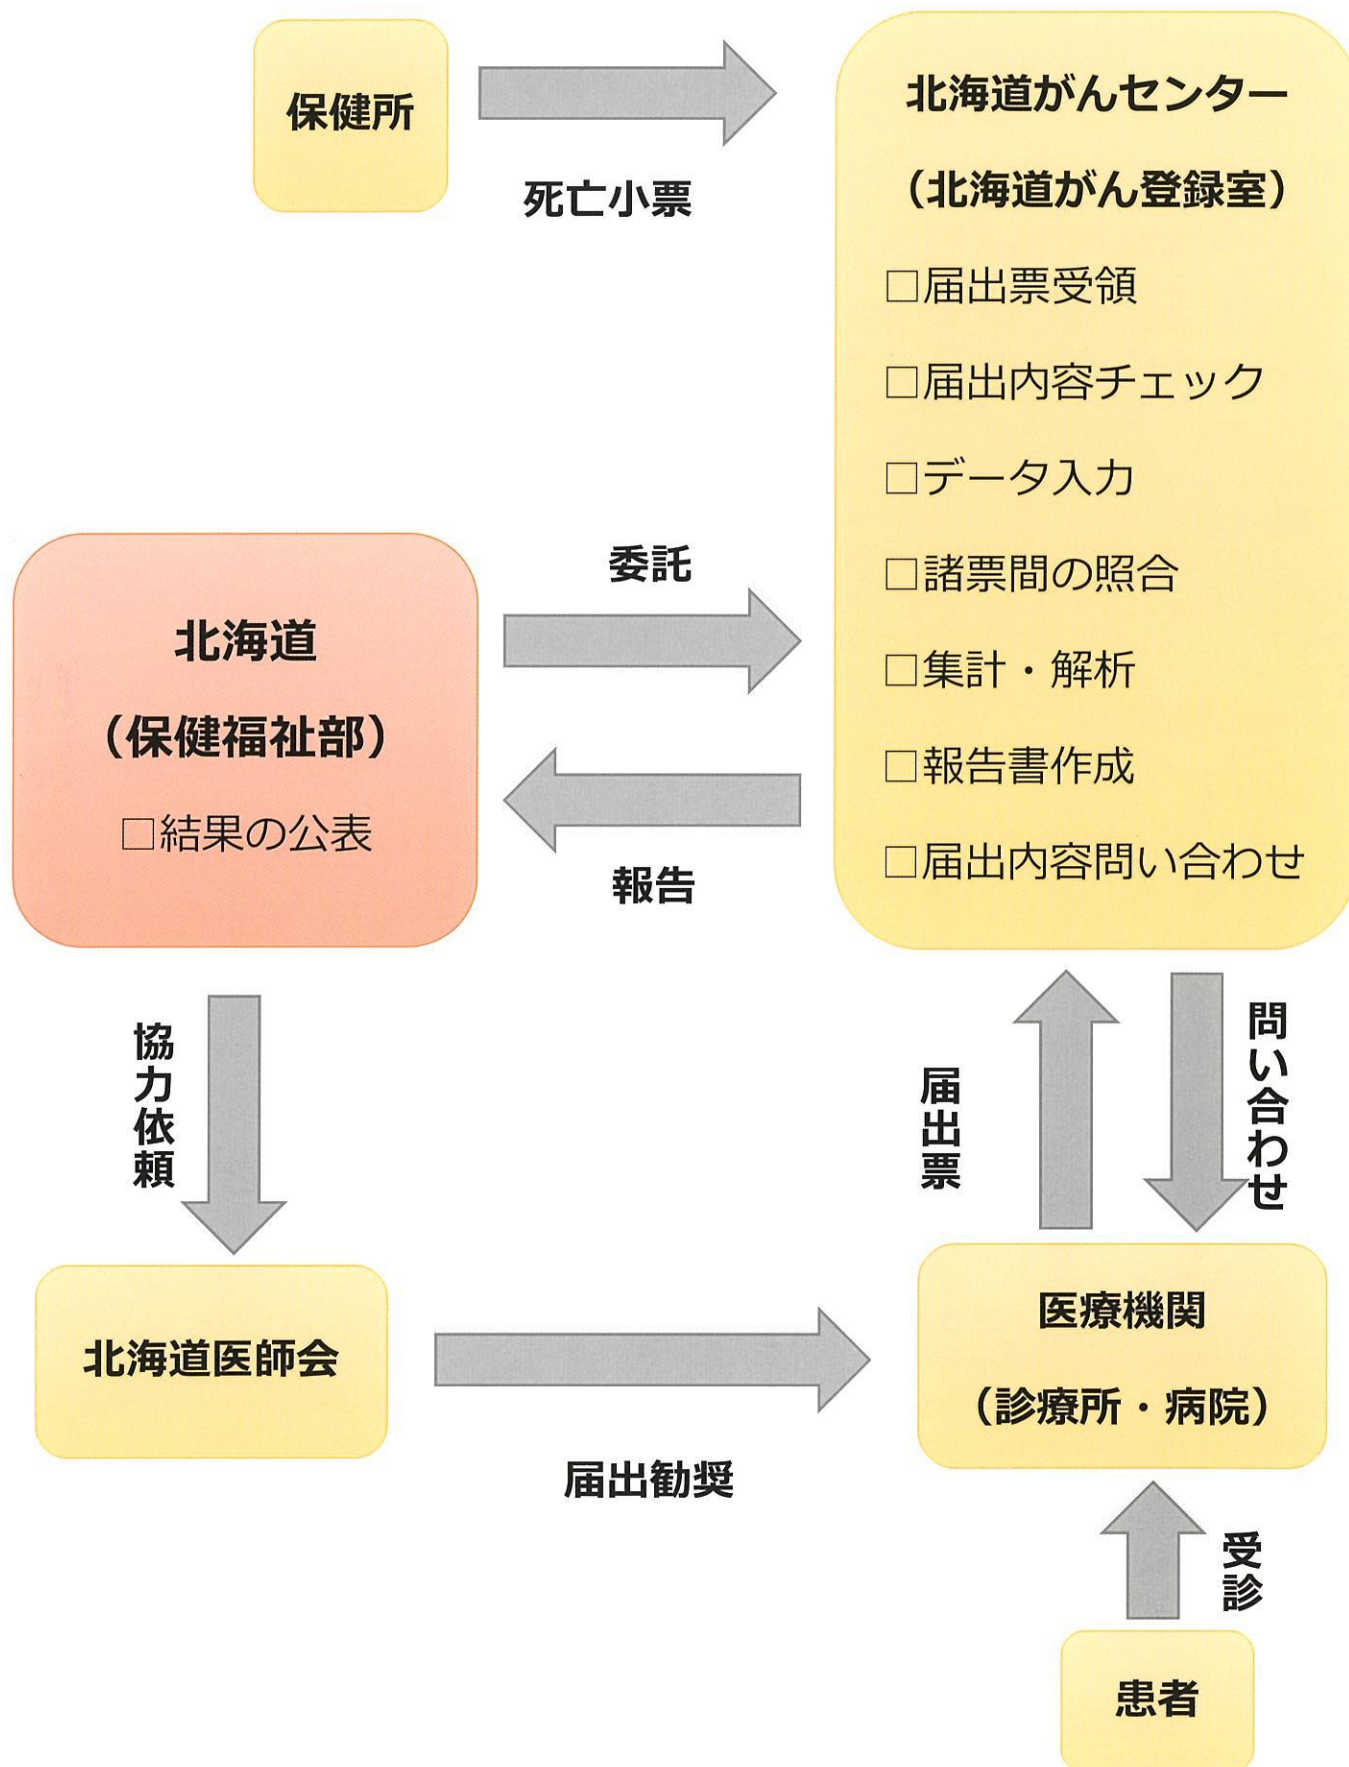 保健所
死亡小票
北海道がんセンター
（北海道がん登録室）
□届出票受領
□届出内容チェック
□データ入力
□諸票間の照合
□集計・解析
□報告書作成
□届出内容問い合わせ
委託
北海道
（保健福祉部）
□結果の公表
報告
協力依頼
届出票
問い合わせ
北海道医師会
届出勧奨
医療機関
（診療所・病院）
受診
患者